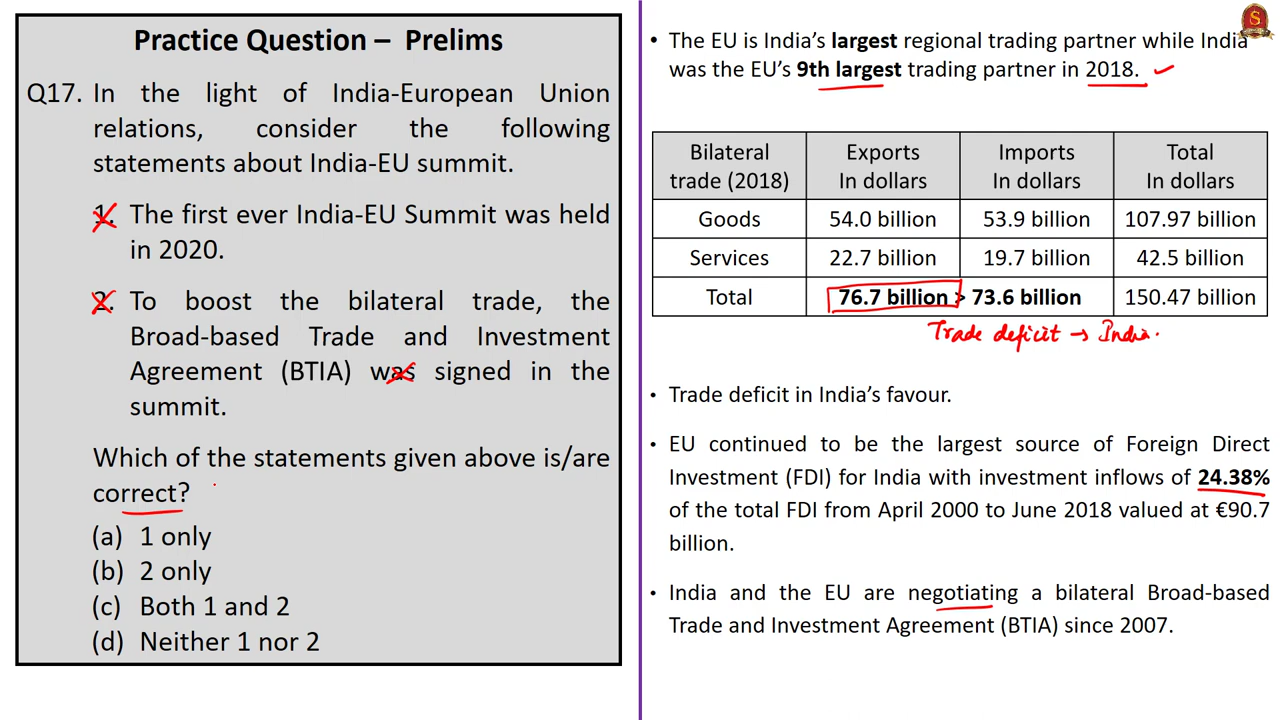 Practice Question – Prelims
Q17. In the light of India-European Union
relations, consider the following
statements about India-EU summit.
1. The first ever India-EU Summit was held
in 2020.
2. To boost the bilateral trade, the
Broad-based Trade and Investment
Agreement (BTIA) was signed in the
summit.
Which of the statements given above is/are
correct?
(a) 1 only
(b) 2 only
(c) Both 1 and 2
(d) Neither 1 nor 2
• The EU is India's largest regional trading partner while India
was the EU's 9th largest trading partner in 2018.
Bilateral trade (2018) Exports In dollars Imports In dollars Total In dollars
Goods 54.0 billion 53.9 billion 107.97 billion
Services 22.7 billion 19.7 billion 42.5 billion
Total 76.7 billion > 73.6 billion 150.47 billion
Trade deficit → India.
• Trade deficit in India's favour.
• EU continued to be the largest source of Foreign Direct
Investment (FDI) for India with investment inflows of 24.38%
of the total FDI from April 2000 to June 2018 valued at €90.7
billion.
• India and the EU are negotiating a bilateral Broad-based
Trade and Investment Agreement (BTIA) since 2007.